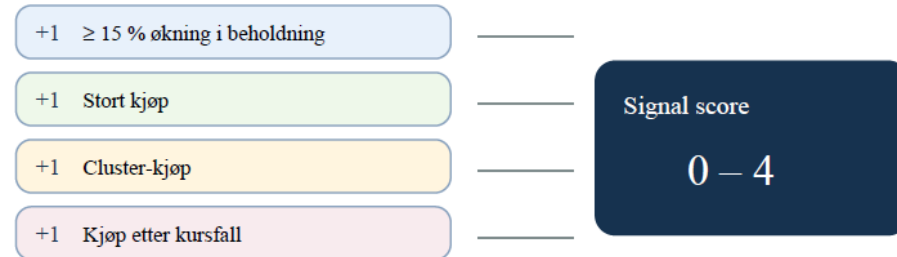 +1 ≥ 15 % økning i beholdning
+1 Stort kjøp
+1 Cluster-kjøp
+1 Kjøp etter kursfall
Signal score
0 – 4